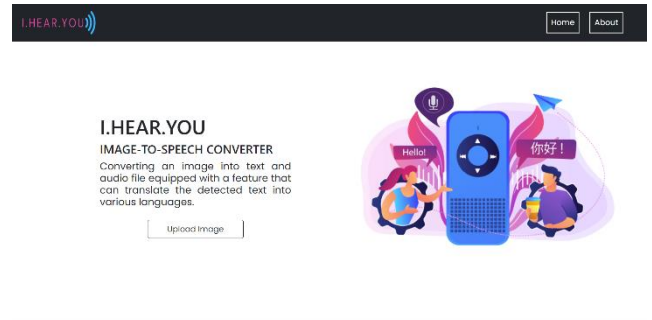 I.HEAR.YOU
Home
About
I.HEAR.YOU
IMAGE-TO-SPEECH CONVERTER
Converting an image into text and
audio file equipped with a feature that
can translate the detected text into
various languages.
Upload Image
Hello!
你好！